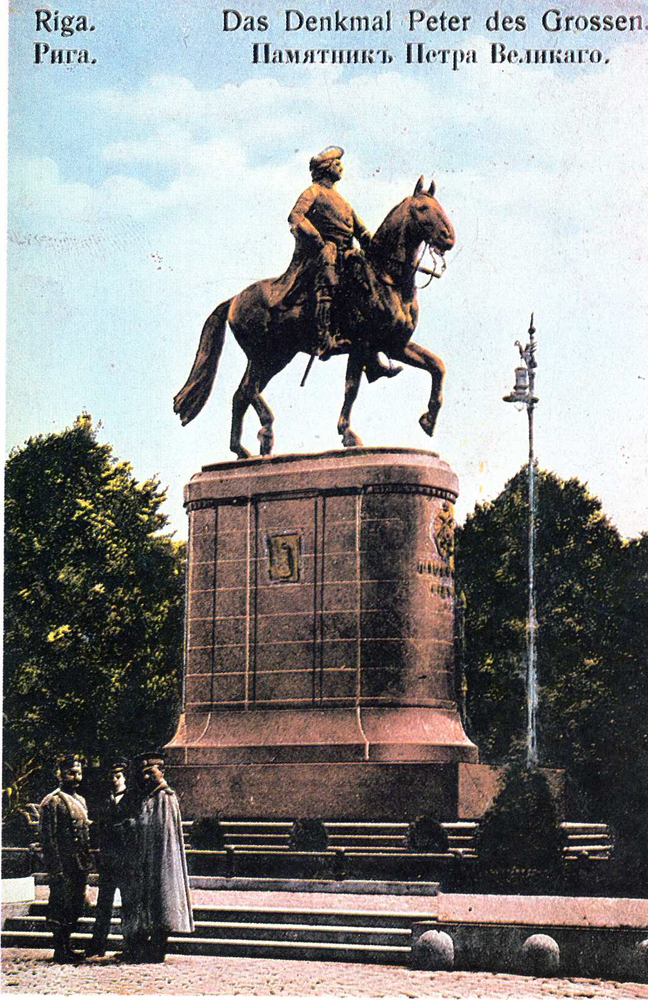 Riga. Das Denkmal Peter des Grossen.
Рига. Памятникъ Петра Великаго.